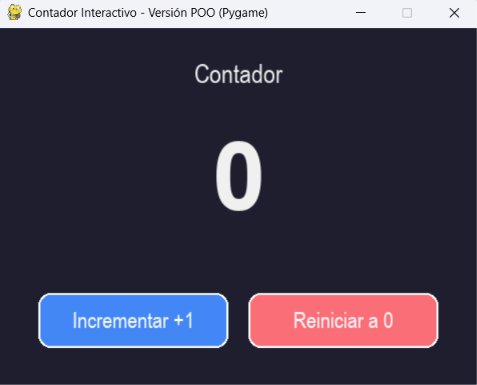 Contador Interactivo - Versión POO (Pygame)
Contador
0
Incrementar +1
Reiniciar a 0